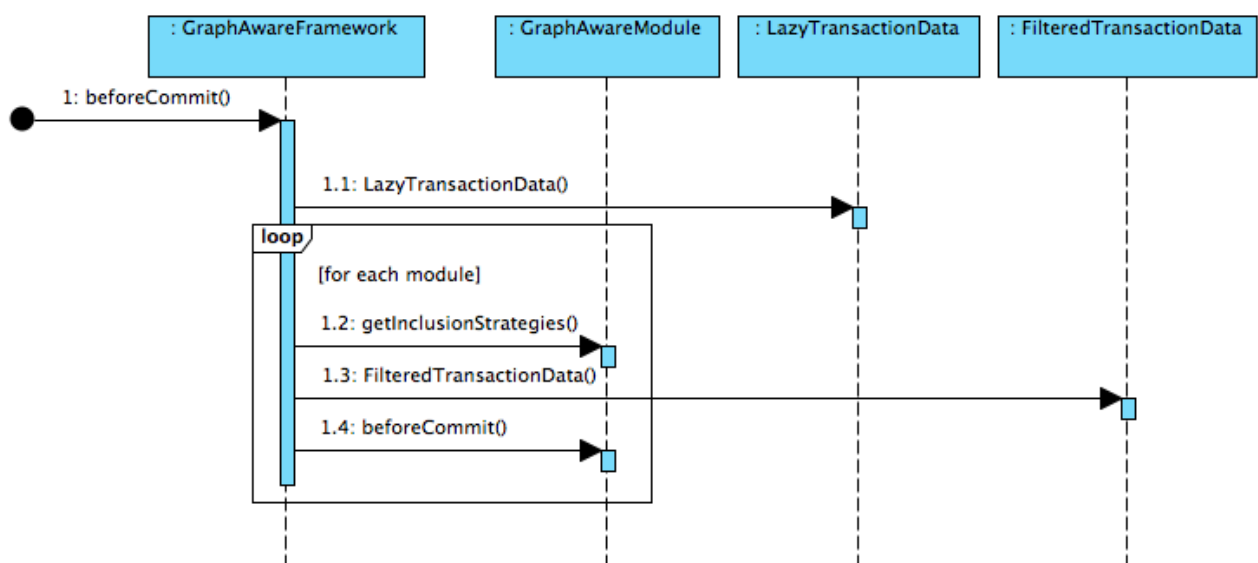 : GraphAwareFramework
: GraphAwareModule
: LazyTransactionData
: FilteredTransactionData
1: beforeCommit()
1.1: LazyTransactionData()
loop
[for each module]
1.2: getInclusionStrategies()
1.3: FilteredTransactionData()
1.4: beforeCommit()